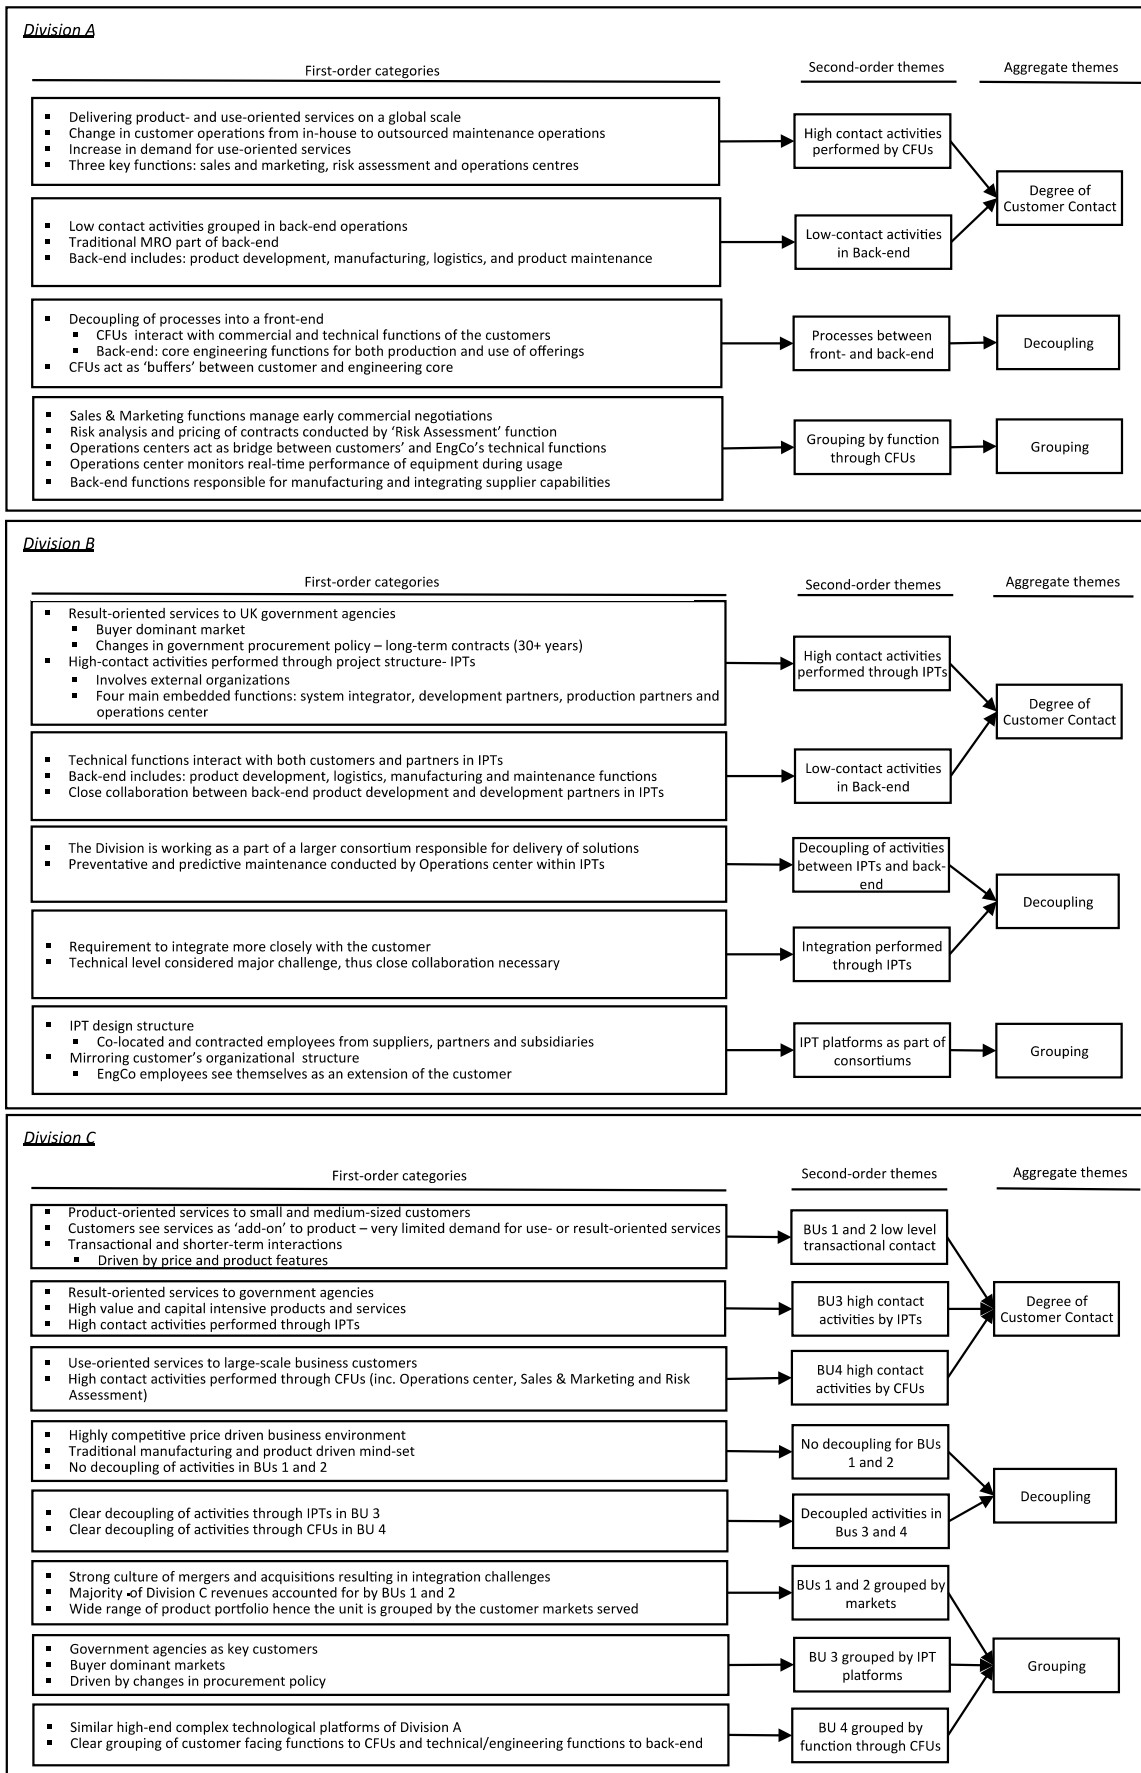 Division A
First-order categories
Second-order themes
Aggregate themes
▪ Delivering product- and use-oriented services on a global scale
▪ Change in customer operations from in-house to outsourced maintenance operations
▪ Increase in demand for use-oriented services
▪ Three key functions: sales and marketing, risk assessment and operations centres
High contact activities
performed by CFUs
Degree of
Customer Contact
▪ Low contact activities grouped in back-end operations
▪ Traditional MRO part of back-end
▪ Back-end includes: product development, manufacturing, logistics, and product maintenance
Low-contact activities
in Back-end
▪ Decoupling of processes into a front-end
▪ CFUs interact with commercial and technical functions of the customers
▪ Back-end: core engineering functions for both production and use of offerings
▪ CFUs act as ‘buffers’ between customer and engineering core
Processes between
front- and back-end
Decoupling
▪ Sales & Marketing functions manage early commercial negotiations
▪ Risk analysis and pricing of contracts conducted by ‘Risk Assessment’ function
▪ Operations centers act as bridge between customers’ and EngCo’s technical functions
▪ Operations center monitors real-time performance of equipment during usage
▪ Back-end functions responsible for manufacturing and integrating supplier capabilities
Grouping by function
through CFUs
Grouping
Division B
First-order categories
Second-order themes
Aggregate themes
▪ Result-oriented services to UK government agencies
▪ Buyer dominant market
▪ Changes in government procurement policy – long-term contracts (30+ years)
▪ High-contact activities performed through project structure- IPTs
▪ Involves external organizations
▪ Four main embedded functions: system integrator, development partners, production partners and
operations center
High contact activities
performed through IPTs
Degree of
Customer Contact
▪ Technical functions interact with both customers and partners in IPTs
▪ Back-end includes: product development, logistics, manufacturing and maintenance functions
▪ Close collaboration between back-end product development and development partners in IPTs
Low-contact activities
in Back-end
▪ The Division is working as a part of a larger consortium responsible for delivery of solutions
▪ Preventative and predictive maintenance conducted by Operations center within IPTs
Decoupling of activities
between IPTs and back-
end
Decoupling
▪ Requirement to integrate more closely with the customer
▪ Technical level considered major challenge, thus close collaboration necessary
Integration performed
through IPTs
▪ IPT design structure
▪ Co-located and contracted employees from suppliers, partners and subsidiaries
▪ Mirroring customer’s organizational structure
▪ EngCo employees see themselves as an extension of the customer
IPT platforms as part of
consortiums
Grouping
Division C
First-order categories
Second-order themes
Aggregate themes
▪ Product-oriented services to small and medium-sized customers
▪ Customers see services as ‘add-on’ to product – very limited demand for use- or result-oriented services
▪ Transactional and shorter-term interactions
▪ Driven by price and product features
BUs 1 and 2 low level
transactional contact
▪ Result-oriented services to government agencies
▪ High value and capital intensive products and services
▪ High contact activities performed through IPTs
BU3 high contact
activities by IPTs
Degree of
Customer Contact
▪ Use-oriented services to large-scale business customers
▪ High contact activities performed through CFUs (inc. Operations center, Sales & Marketing and Risk
Assessment)
BU4 high contact
activities by CFUs
▪ Highly competitive price driven business environment
▪ Traditional manufacturing and product driven mind-set
▪ No decoupling of activities in BUs 1 and 2
No decoupling for BUs
1 and 2
Decoupling
▪ Clear decoupling of activities through IPTs in BU 3
▪ Clear decoupling of activities through CFUs in BU 4
Decoupled activities in
Bus 3 and 4
▪ Strong culture of mergers and acquisitions resulting in integration challenges
▪ Majority of Division C revenues accounted for by BUs 1 and 2
▪ Wide range of product portfolio hence the unit is grouped by the customer markets served
BUs 1 and 2 grouped by
markets
▪ Government agencies as key customers
▪ Buyer dominant markets
▪ Driven by changes in procurement policy
BU 3 grouped by IPT
platforms
Grouping
▪ Similar high-end complex technological platforms of Division A
▪ Clear grouping of customer facing functions to CFUs and technical/engineering functions to back-end
BU 4 grouped by
function through CFUs